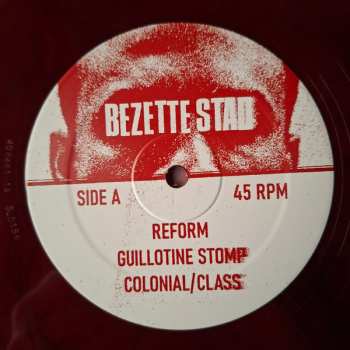 BEZETTE STAD
SIDE A
45 RPM
REFORM
GUILLOTINE STOMP
COLONIAL/CLASS